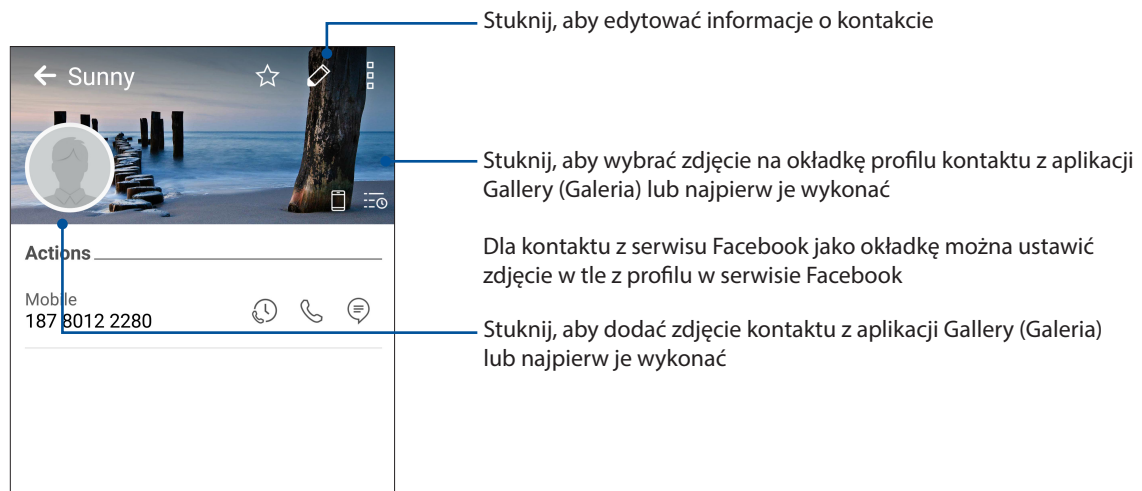 Stuknij, aby edytować informacje o kontakcie
Sunny
Stuknij, aby wybrać zdjęcie na okładkę profilu kontaktu z aplikacji
Gallery (Galeria) lub najpierw je wykonać
Dla kontaktu z serwisu Facebook jako okładkę można ustawić
zdjęcie w tle z profilu w serwisie Facebook
Actions
Mobile
187 8012 2280
Stuknij, aby dodać zdjęcie kontaktu z aplikacji Gallery (Galeria)
lub najpierw je wykonać